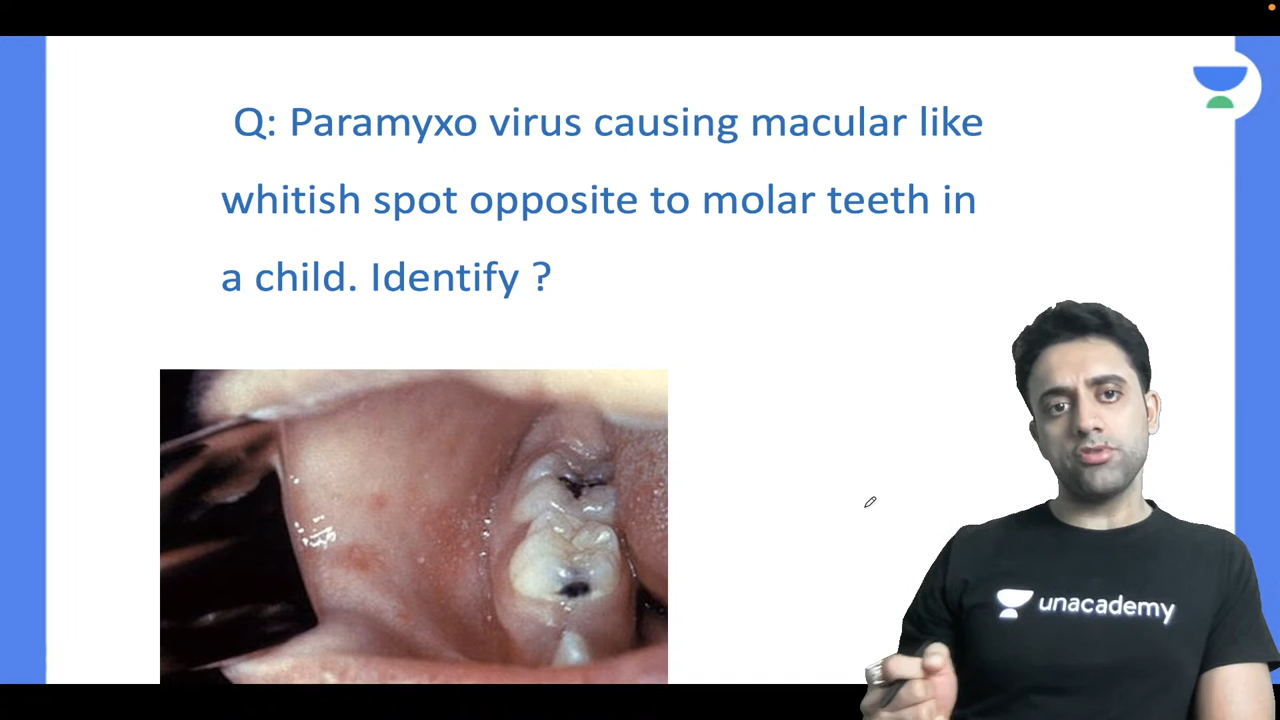 Q: Paramyxo virus causing macular like
whitish spot opposite to molar teeth in
a child. Identify ?
unacademy